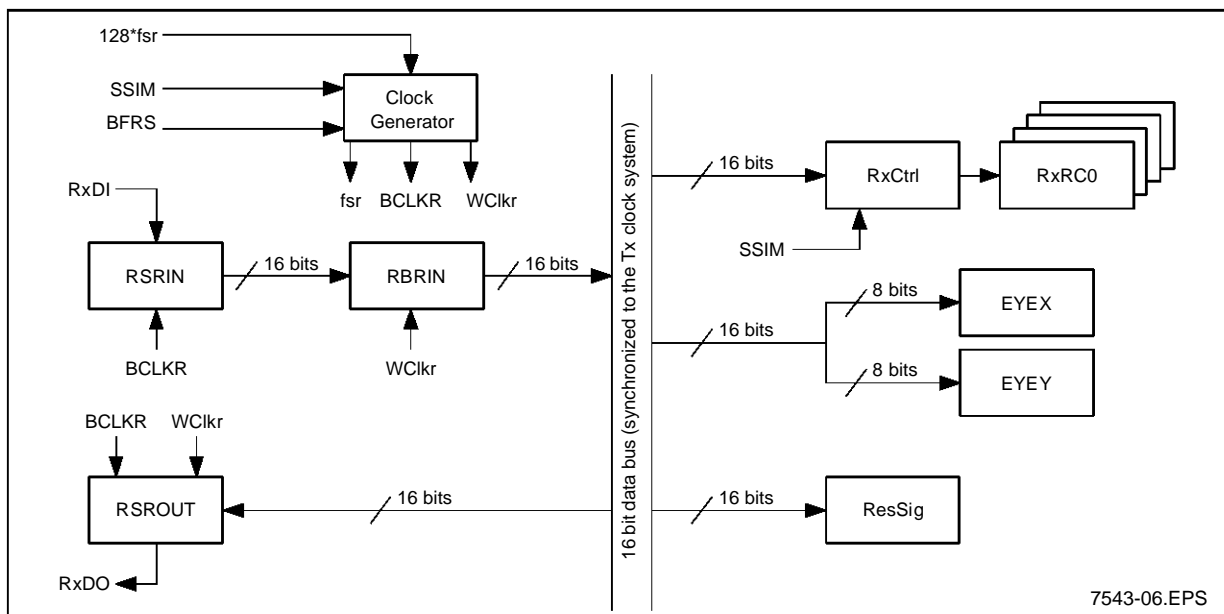 128*fsr
SSIM
BFRS
Clock
Generator
fsr
BCLKR
WClkr
RxDI
RSRIN
16 bits
RBRIN
16 bits
BCLKR
WClkr
BCLKR
WClkr
RSROUT
16 bits
RxDO
16 bit data bus (synchronized to the Tx clock system)
16 bits
RxCtrl
RxRC0
SSIM
16 bits
8 bits
EYEX
8 bits
EYEY
16 bits
ResSig
7543-06.EPS